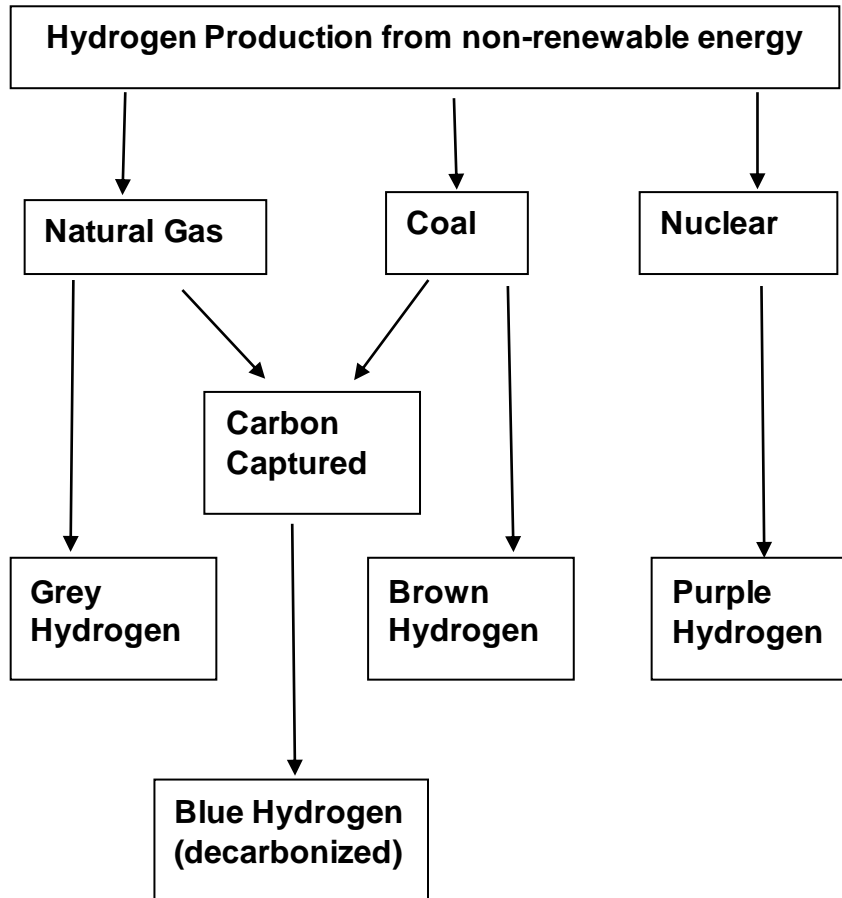 Hydrogen Production from non-renewable energy
Natural Gas
Coal
Nuclear
Carbon
Captured
Grey
Hydrogen
Brown
Hydrogen
Purple
Hydrogen
Blue Hydrogen
(decarbonized)